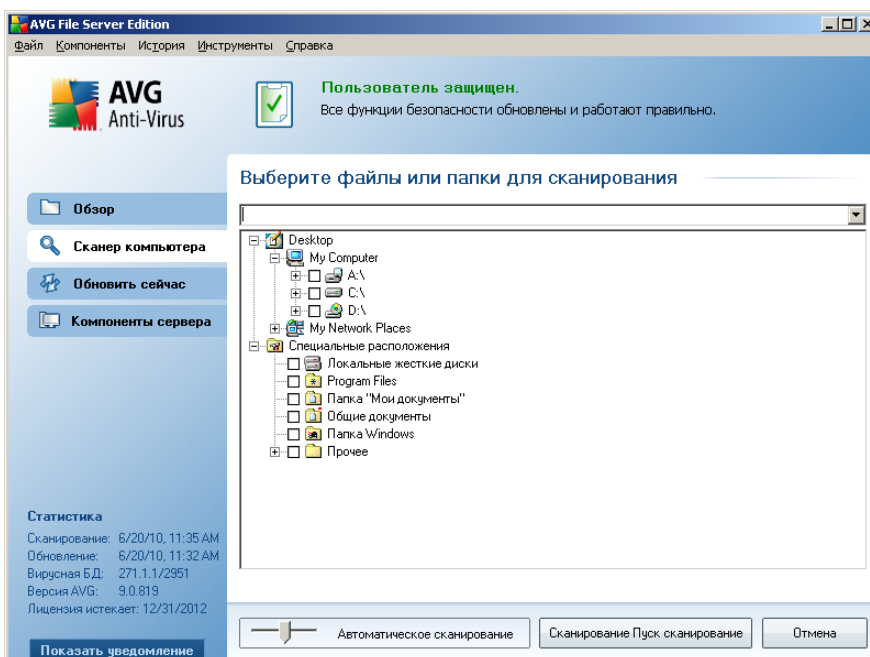 AVG File Server Edition
Файл Компоненты История Инструменты Справка
AVG
Anti-Virus
Пользователь защищен.
Все функции безопасности обновлены и работают правильно.
Обзор
Сканер компьютера
Обновить сейчас
Компоненты сервера
Статистика
Сканирование: 6/20/10, 11:35 AM
Обновление: 6/20/10, 11:32 AM
Вирусная БД: 271.1.1/2951
Версия AVG: 9.0.819
Лицензия истекает: 12/31/2012
Показать уведомление
Выберите файлы или папки для сканирования
Desktop
My Computer
A:\
C:\
D:\
My Network Places
Специальные расположения
Локальные жесткие диски
Program Files
Папка "Мои документы"
Общие документы
Папка Windows
Прочее
Автоматическое сканирование
Сканирование Пуск сканирование
Отмена